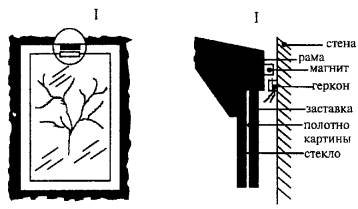 I
I
стена
рама
магнит
геркон
заставка
полотно
картины
стекло